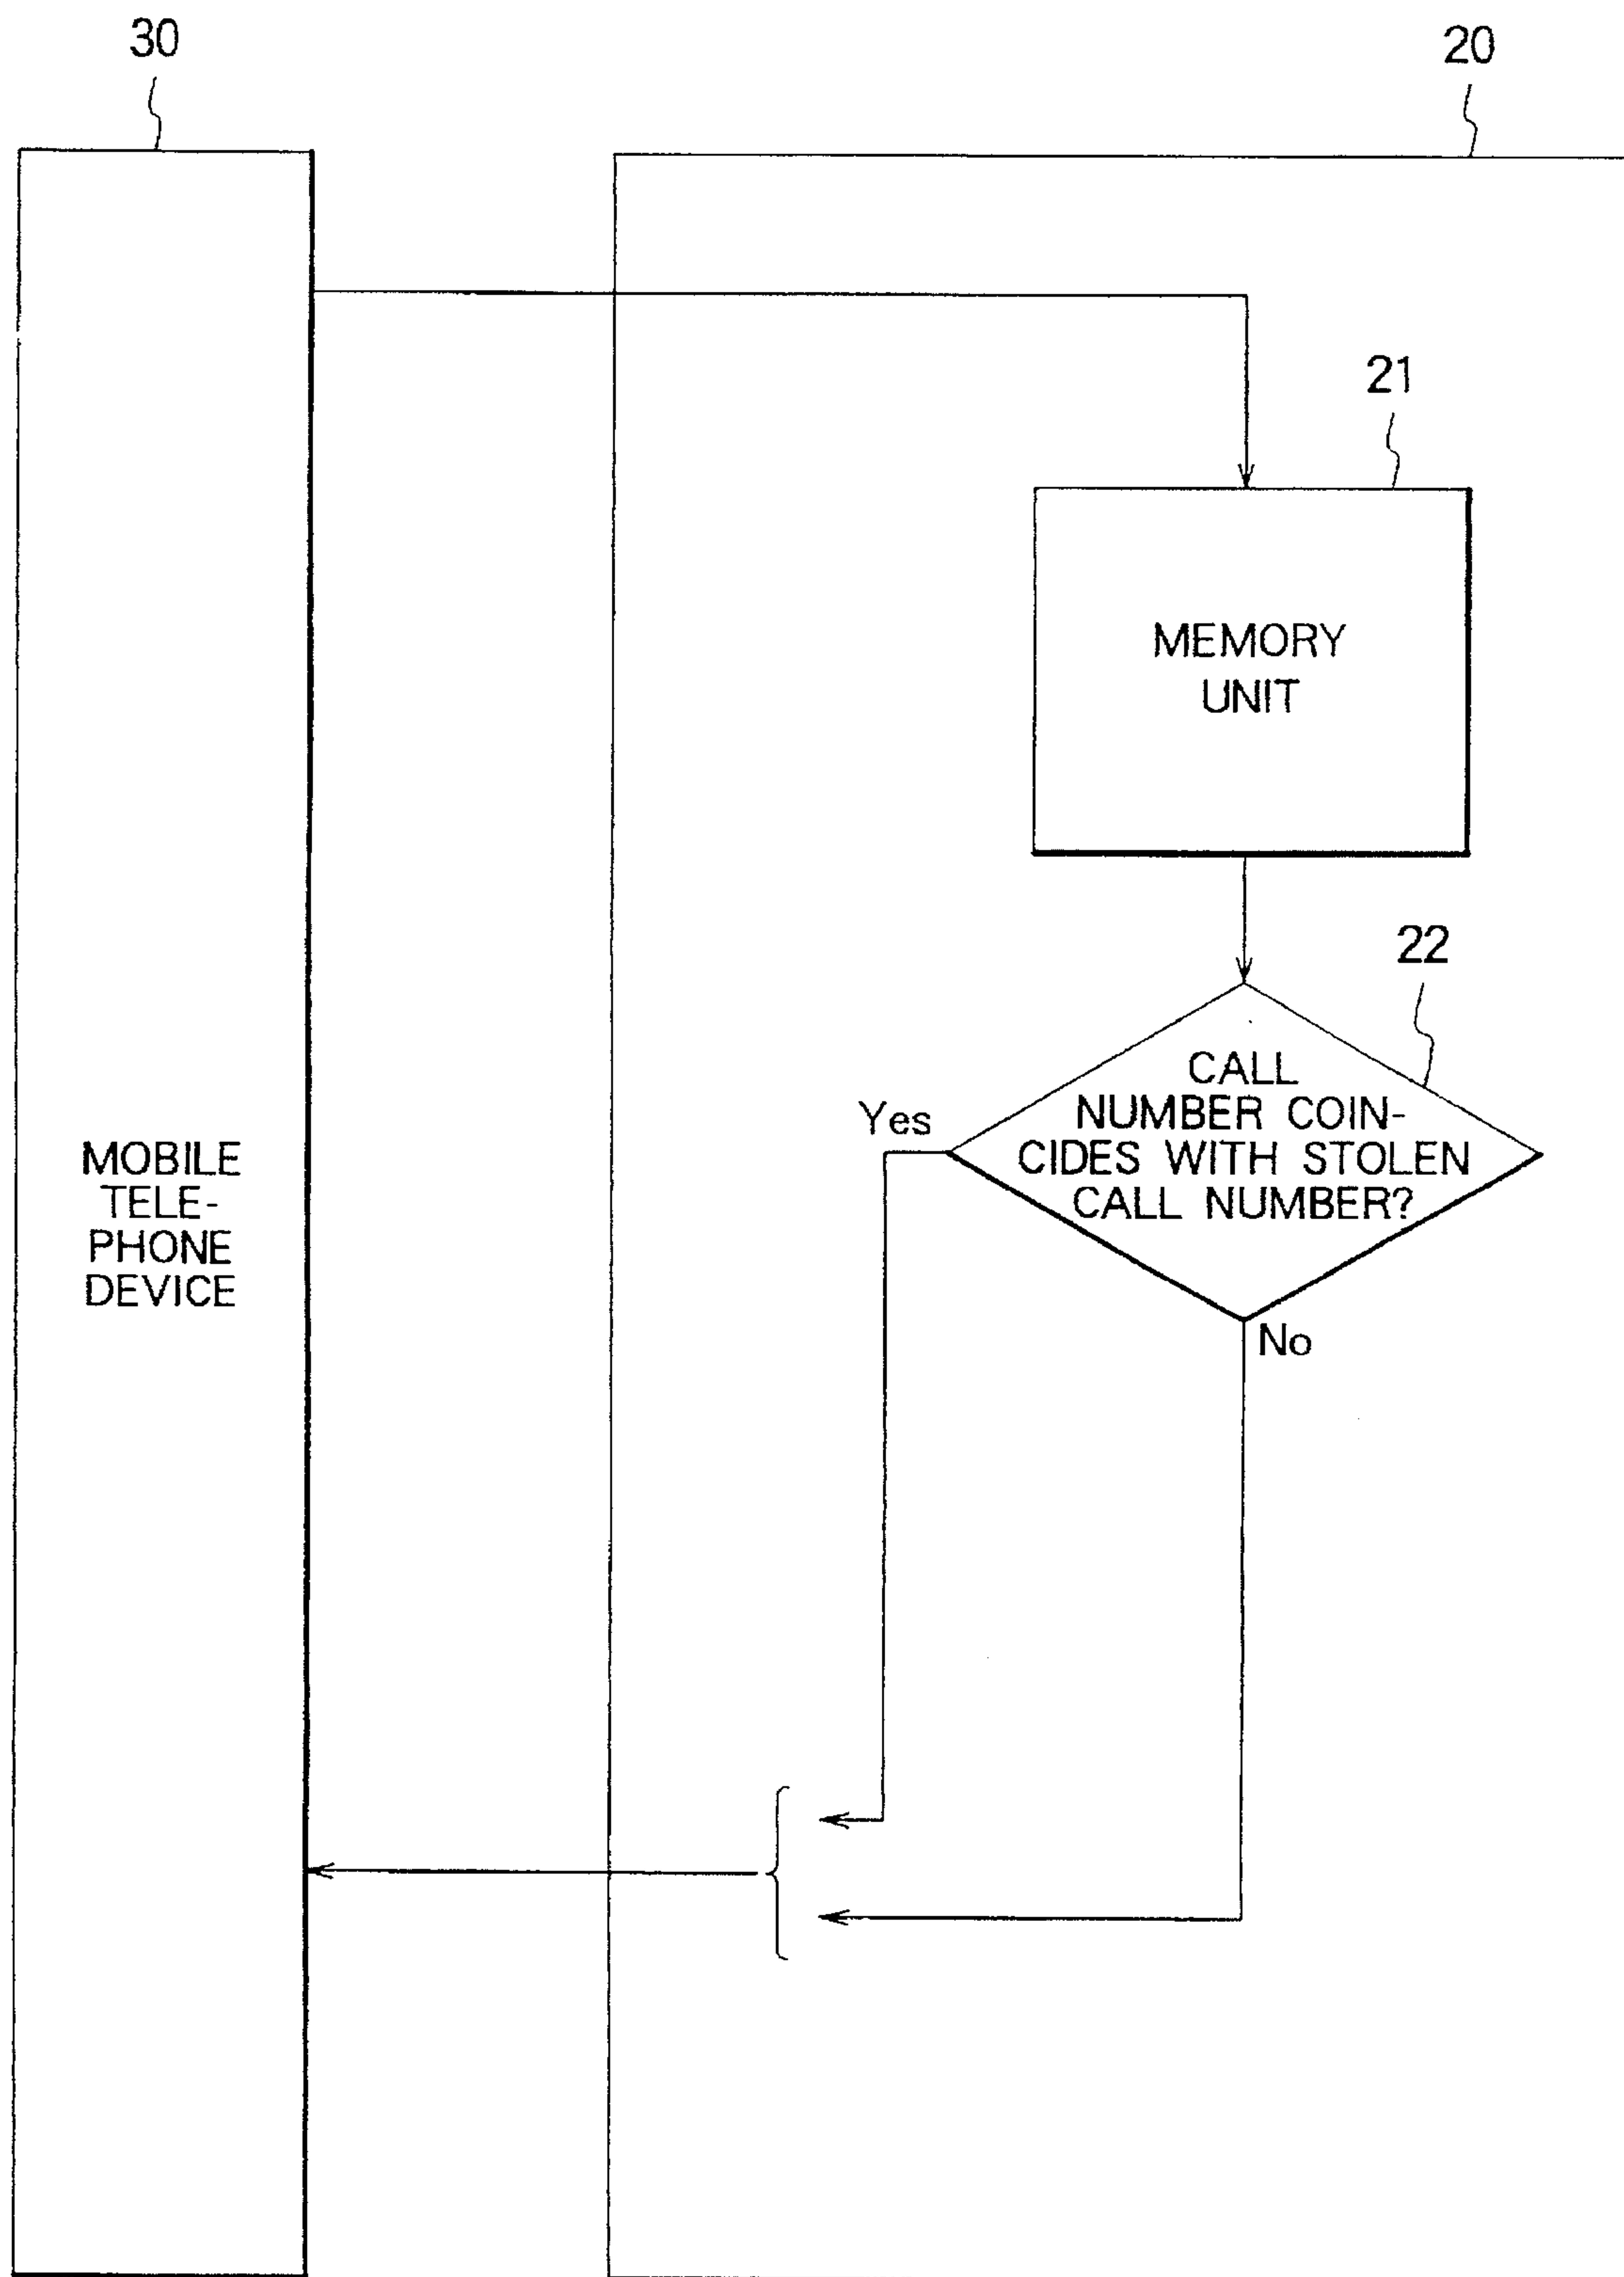 30
20
21
MEMORY
UNIT
22
CALL
NUMBER COIN-
CIDES WITH STOLEN
CALL NUMBER?
Yes
No
MOBILE
TELE-
PHONE
DEVICE